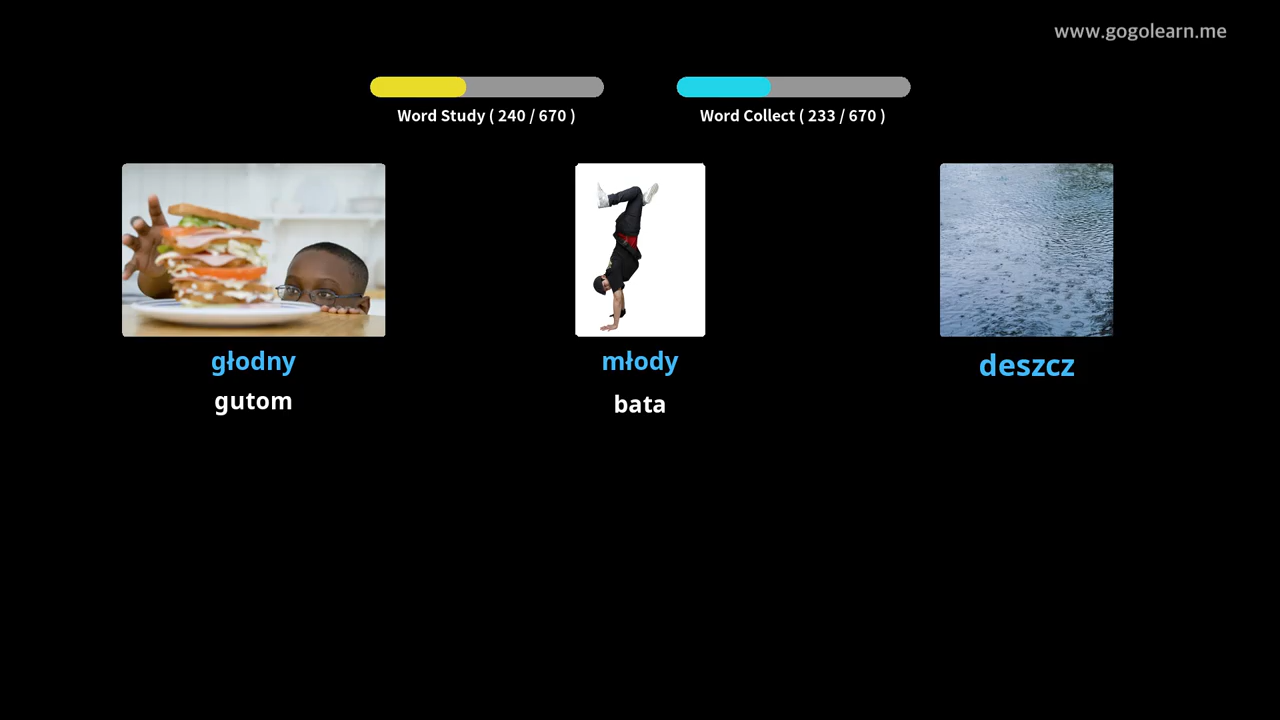 www.gogolearn.me
Word Study ( 240 / 670 )
Word Collect ( 233 / 670 )
głodny
młody
deszcz
gutom
bata